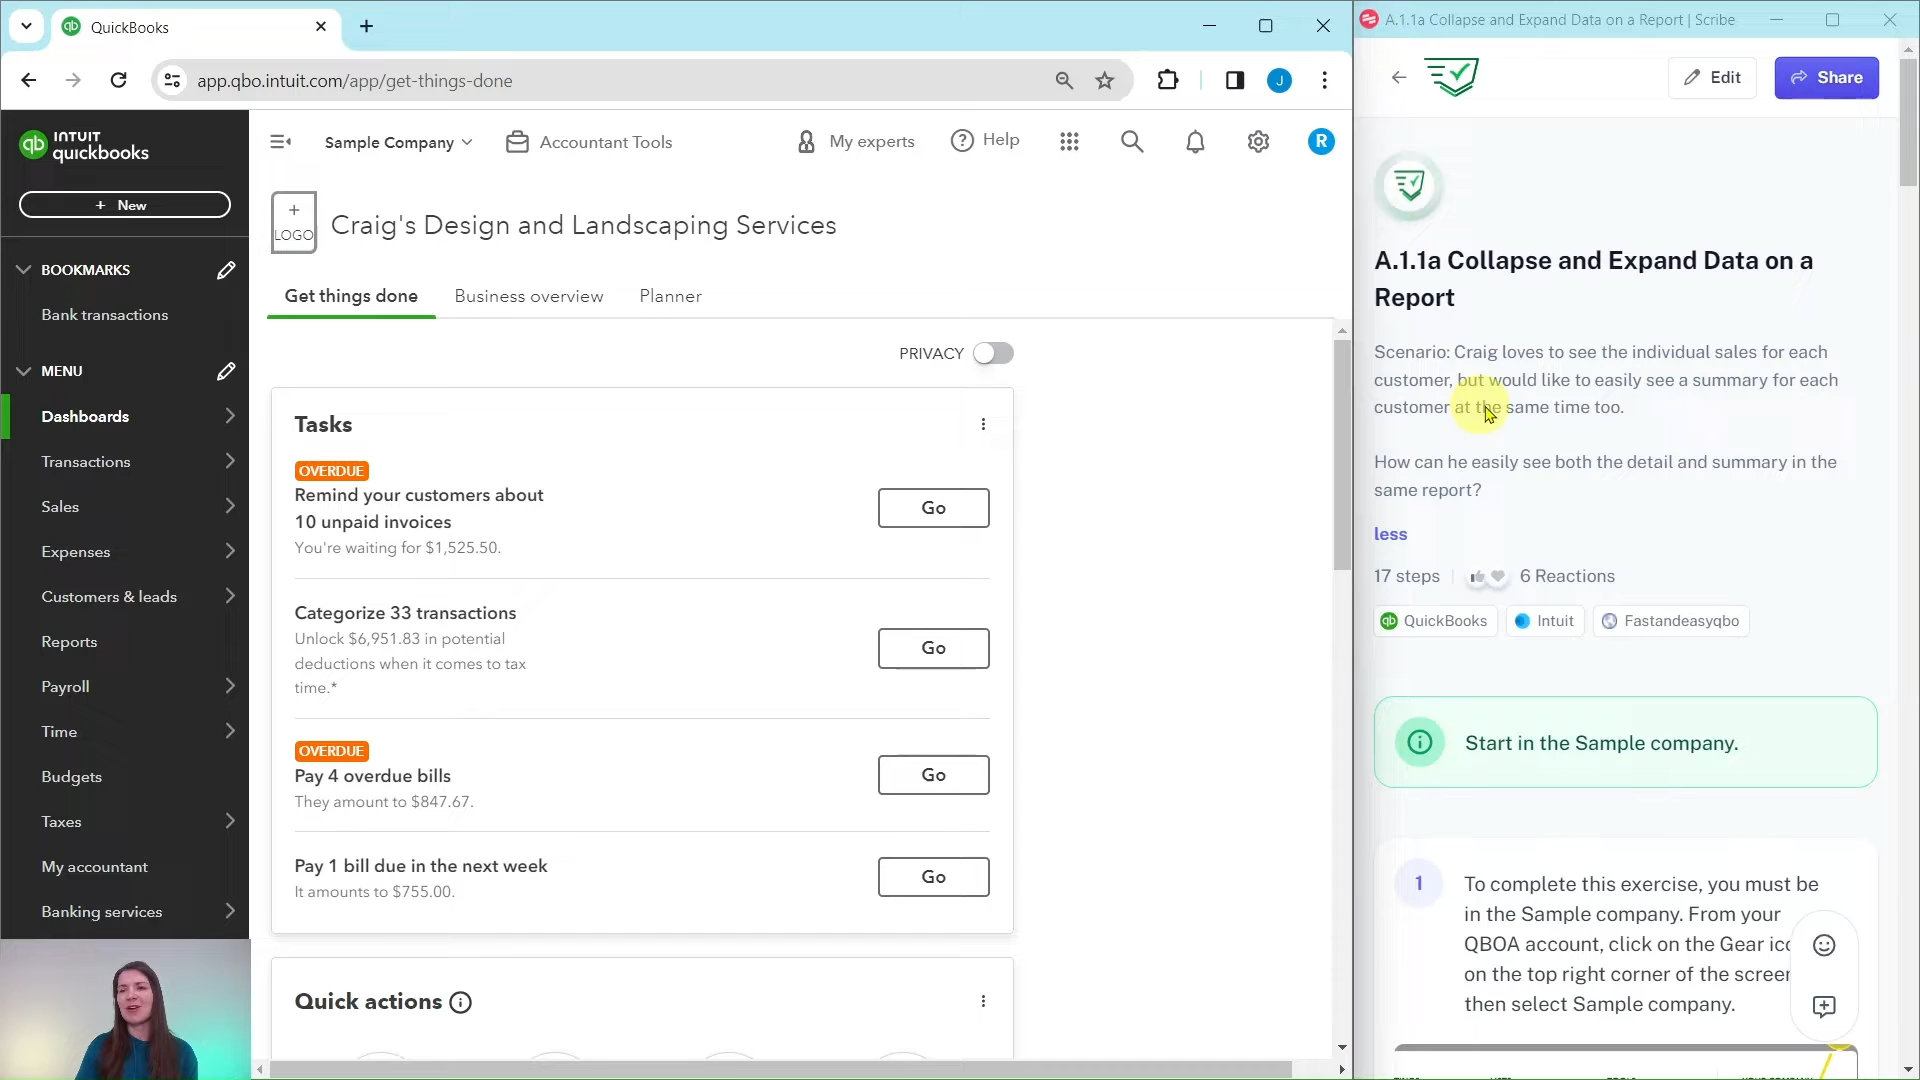 QuickBooks
app.qbo.intuit.com/app/get-things-done
J
INTUIT
quickbooks
qb
+ New
BOOKMARKS
Bank transactions
MENU
Dashboards
Transactions
Sales
Expenses
Customers & leads
Reports
Payroll
Time
Budgets
Taxes
My accountant
Banking services
Sample Company
Accountant Tools
My experts
Help
R
+
LOGO
Craig's Design and Landscaping Services
Get things done
Business overview
Planner
PRIVACY
Tasks
OVERDUE
Remind your customers about
10 unpaid invoices
You're waiting for $1,525.50.
Go
Categorize 33 transactions
Unlock $6,951.83 in potential
deductions when it comes to tax
time.*
Go
OVERDUE
Pay 4 overdue bills
They amount to $847.67.
Go
Pay 1 bill due in the next week
It amounts to $755.00.
Go
Quick actions
A.1.1a Collapse and Expand Data on a Report | Scribe
Edit
Share
A.1.1a Collapse and Expand Data on a
Report
Scenario: Craig loves to see the individual sales for each
customer, but would like to easily see a summary for each
customer at the same time too.
How can he easily see both the detail and summary in the
same report?
less
17 steps
6 Reactions
qb QuickBooks
Intuit
Fastandeasyqbo
Start in the Sample company.
1
To complete this exercise, you must be
in the Sample company. From your
QBOA account, click on the Gear ico
on the top right corner of the screen
then select Sample company.